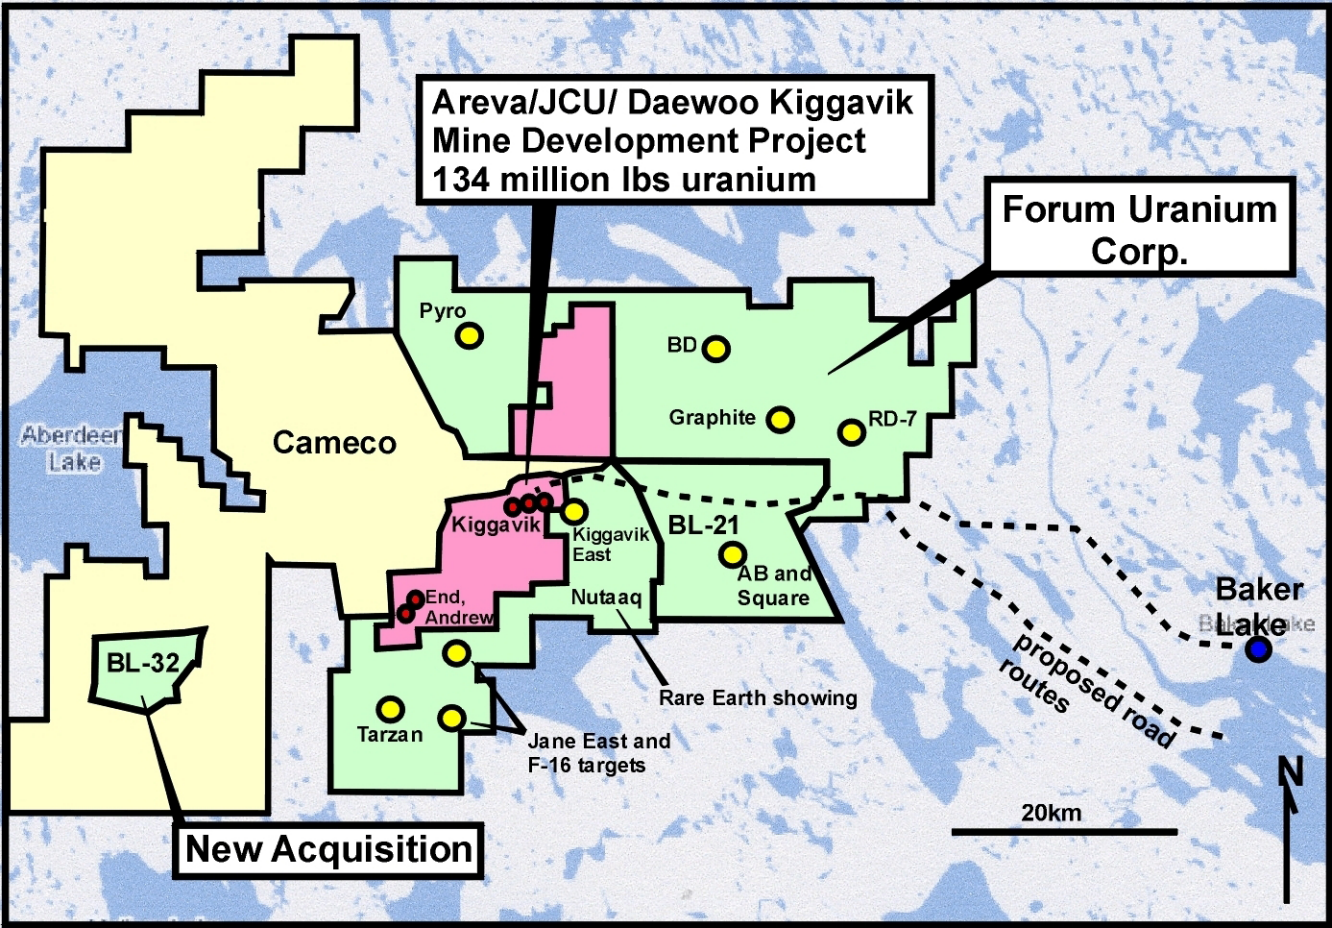 Areva/JCU/ Daewoo Kiggavik
Mine Development Project
134 million lbs uranium
Forum Uranium
Corp.
Pyro
BD
Graphite
RD-7
Aberdeen
Lake
Cameco
Kiggavik
Kiggavik
East
BL-21
AB and
Square
End,
Andrew
Nutaaq
Baker
Lake
Baker Lake
proposed road
routes
BL-32
Rare Earth showing
Tarzan
Jane East and
F-16 targets
N
20km
New Acquisition